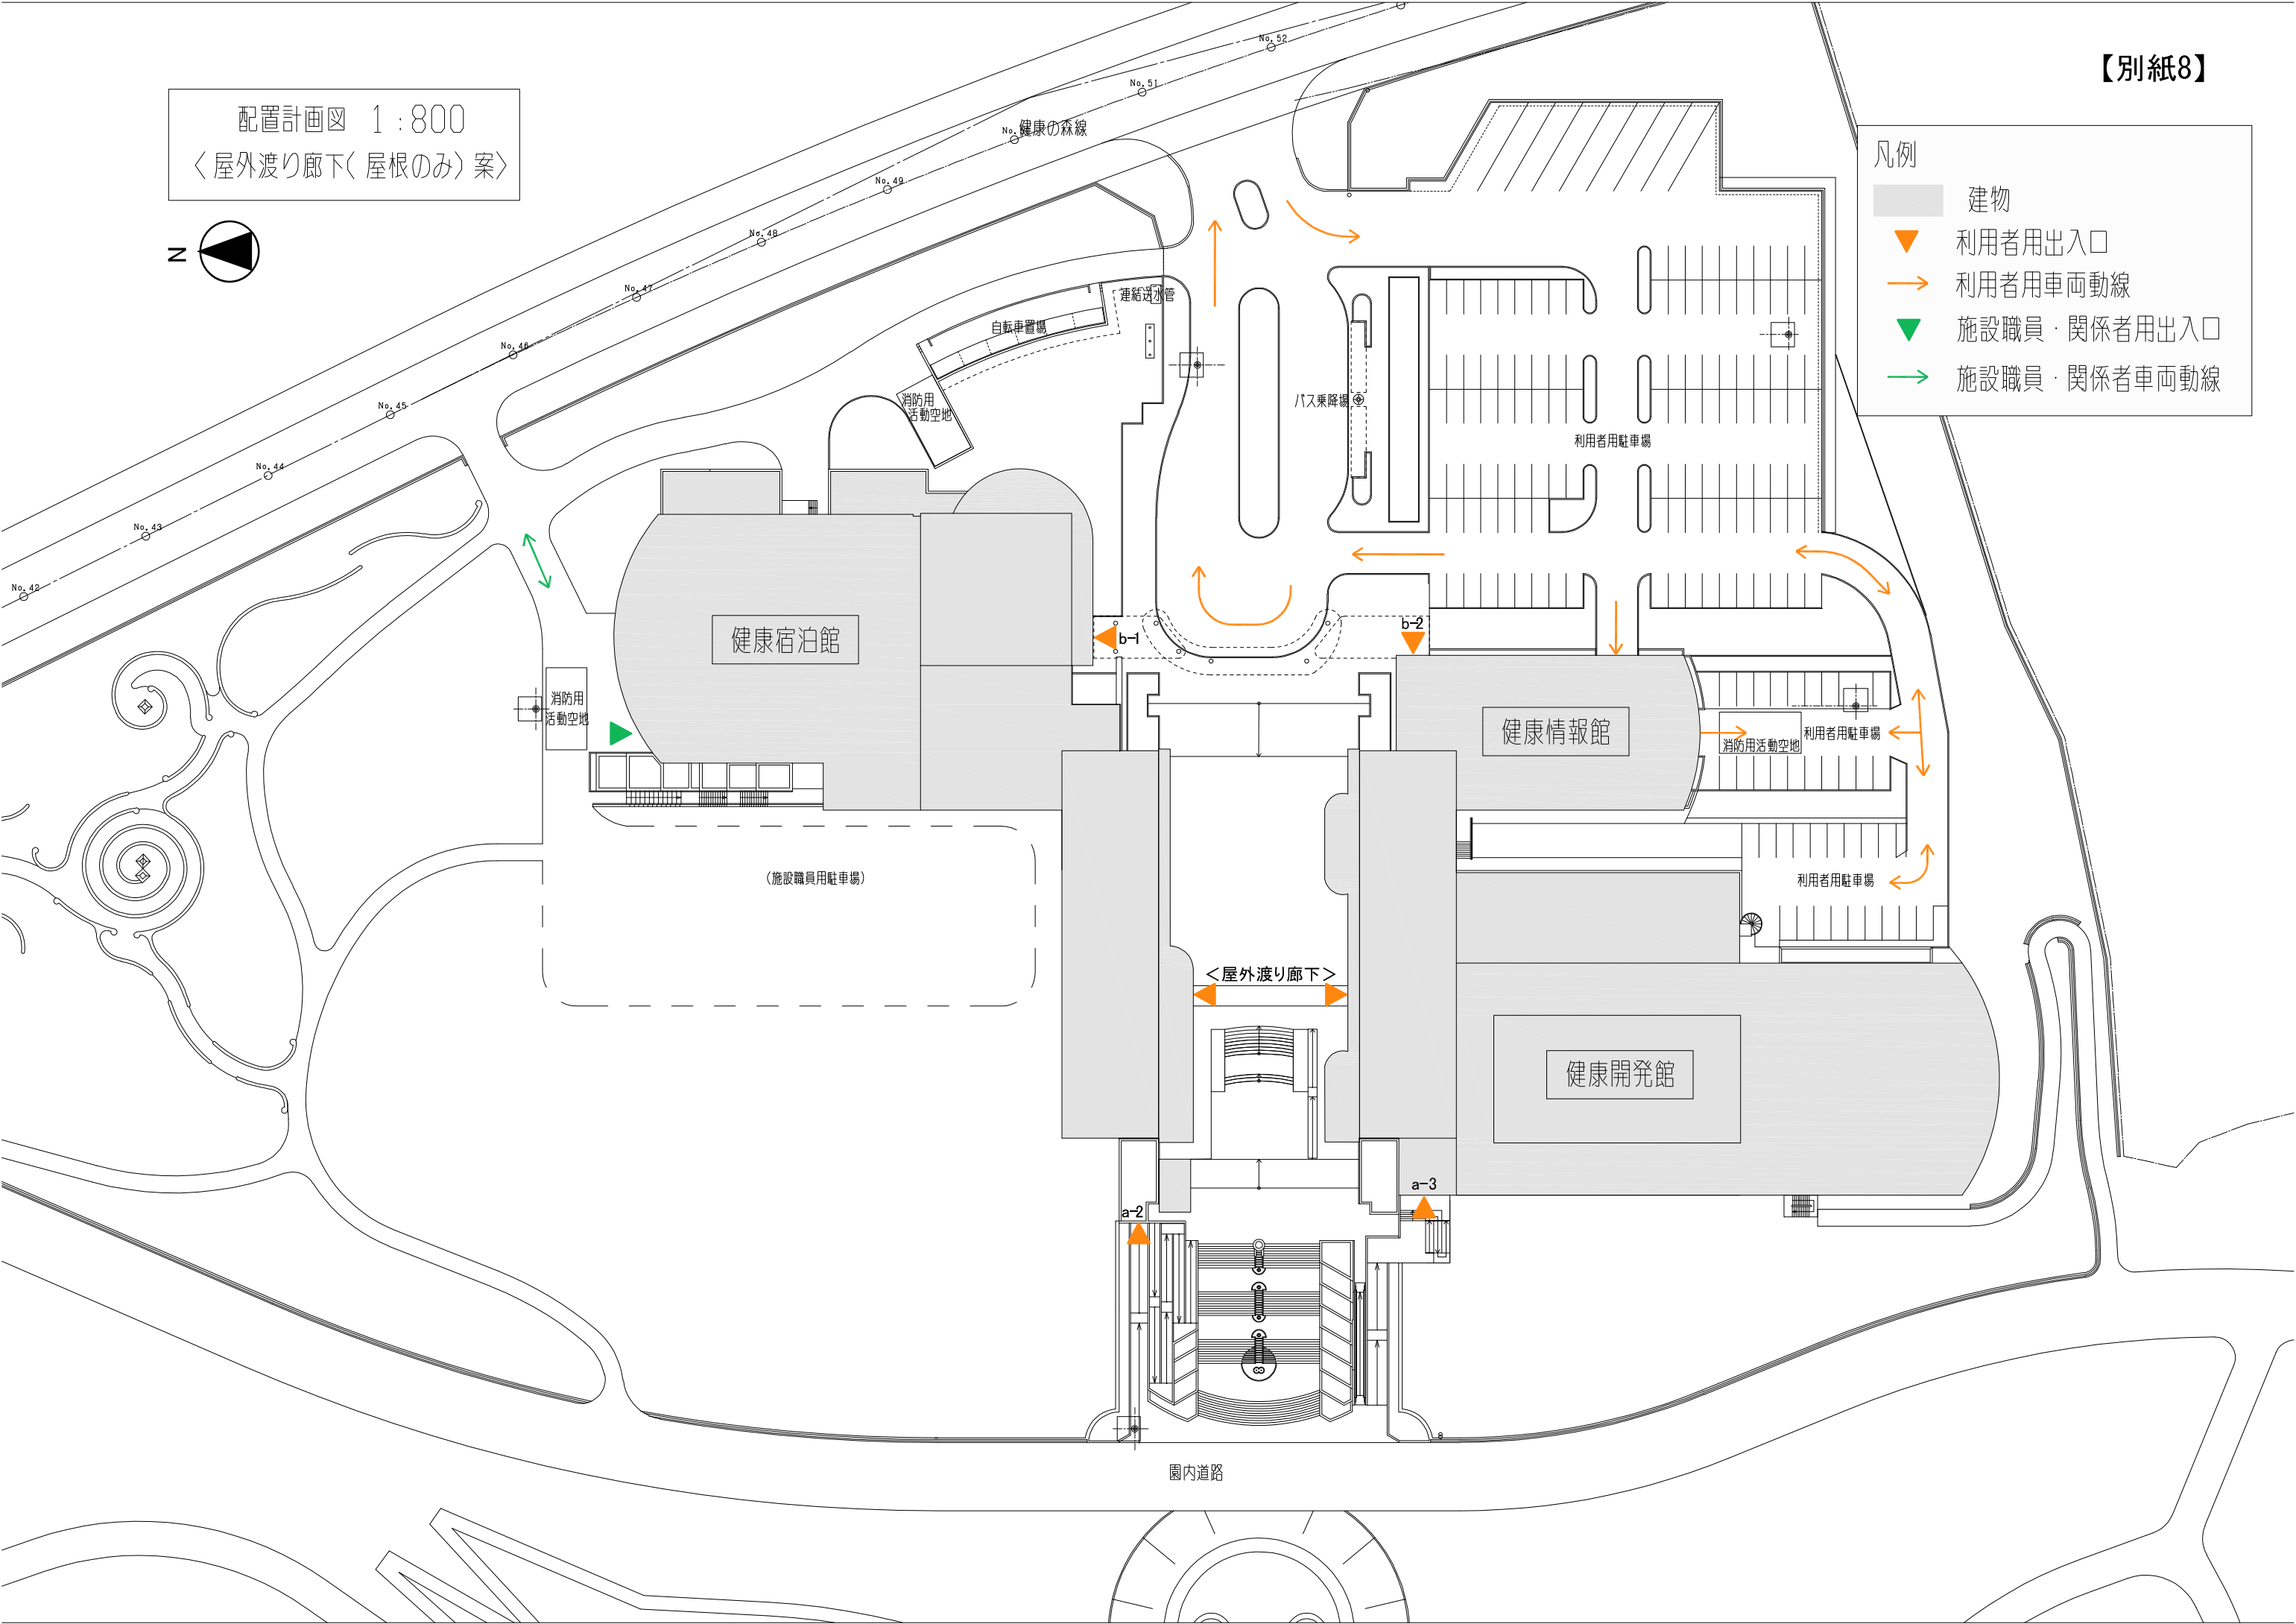 【別紙8】
配置計画図 1:800
〈屋外渡り廊下(屋根のみ)案〉
N
凡例
建物
利用者用出入口
利用者用車両動線
施設職員・関係者用出入口
施設職員・関係者車両動線
No.52
No.51
健康の森線
No.49
No.48
No.47
No.46
No.45
No.44
No.43
No.42
連結送水管
自転車置場
消防用
活動空地
バス乗降場
利用者用駐車場
b-1
b-2
健康宿泊館
消防用
活動空地
健康情報館
消防用活動空地
利用者用駐車場
(施設職員用駐車場)
利用者用駐車場
<屋外渡り廊下>
健康開発館
a-2
a-3
園内道路